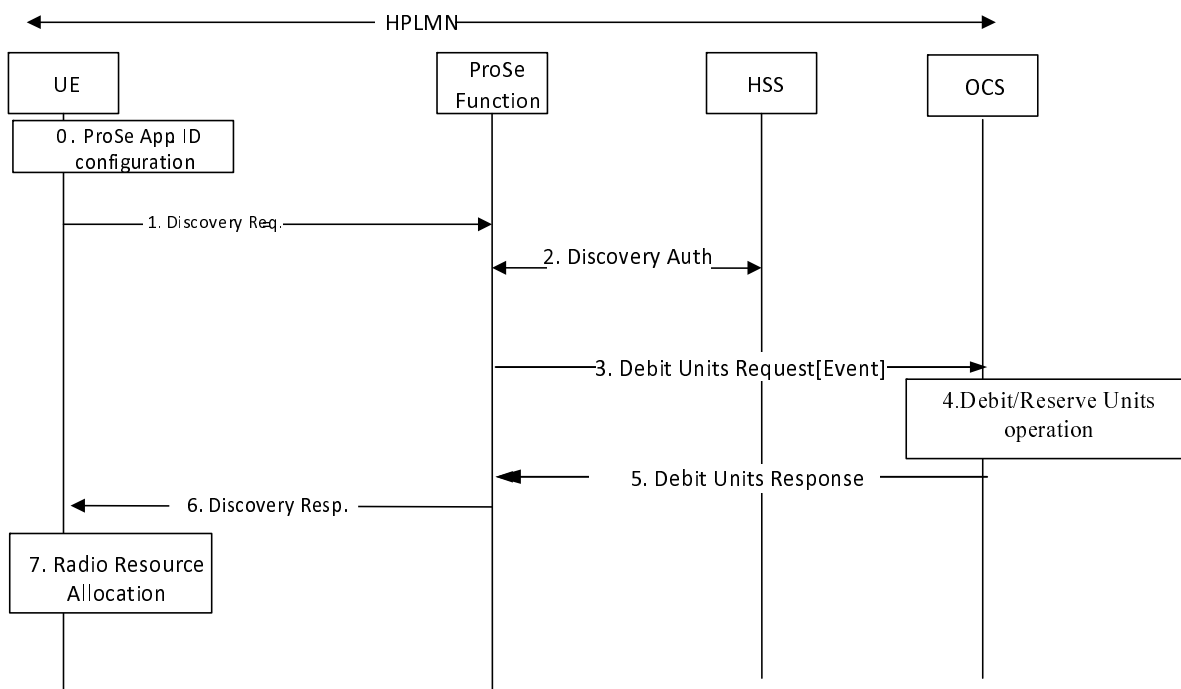 HPLMN
UE
ProSe
Function
HSS
OCS
0. ProSe App ID
configuration
1. Discovery Req.
2. Discovery Auth
3. Debit Units Request[Event]
4.Debit/Reserve Units
operation
5. Debit Units Response
6. Discovery Resp.
7. Radio Resource
Allocation